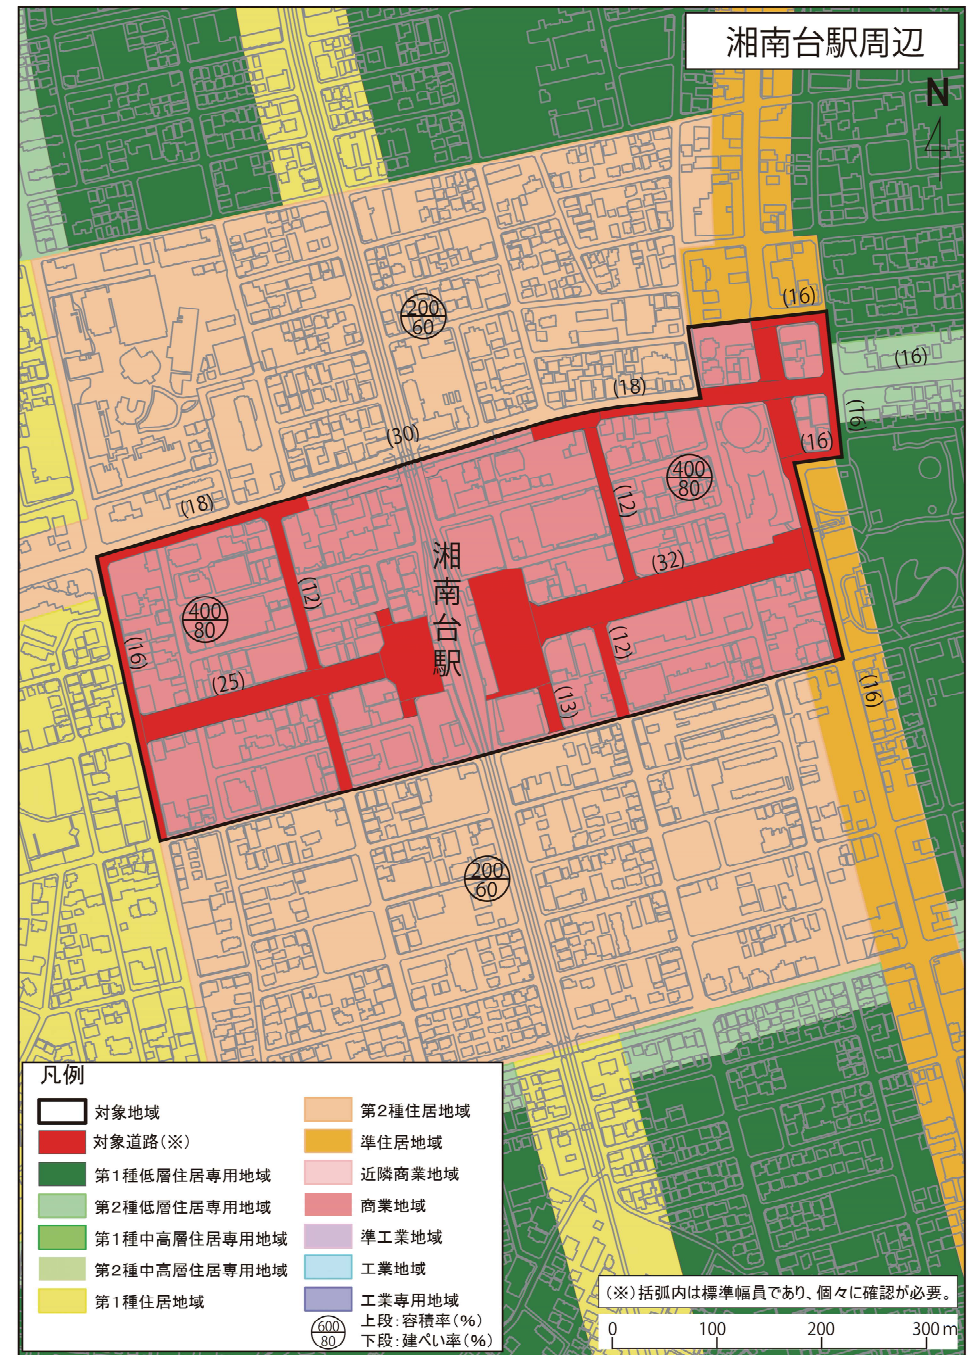 湘南台駅周辺
N
(16)
200
60
(16)
(18)
(16)
(30)
(16)
400
80
(18)
(12)
湘南台駅
(32)
(12)
400
80
(16)
(12)
(25)
(13)
(16)
200
60
凡例
対象地域
対象道路(※)
第1種低層住居専用地域
第2種低層住居専用地域
第1種中高層住居専用地域
第2種中高層住居専用地域
第1種住居地域
第2種住居地域
準住居地域
近隣商業地域
商業地域
準工業地域
工業地域
工業専用地域
600
80
上段:容積率(%)
下段:建ぺい率(%)
(※)括弧内は標準幅員であり、個々に確認が必要。
0 100 200 300m